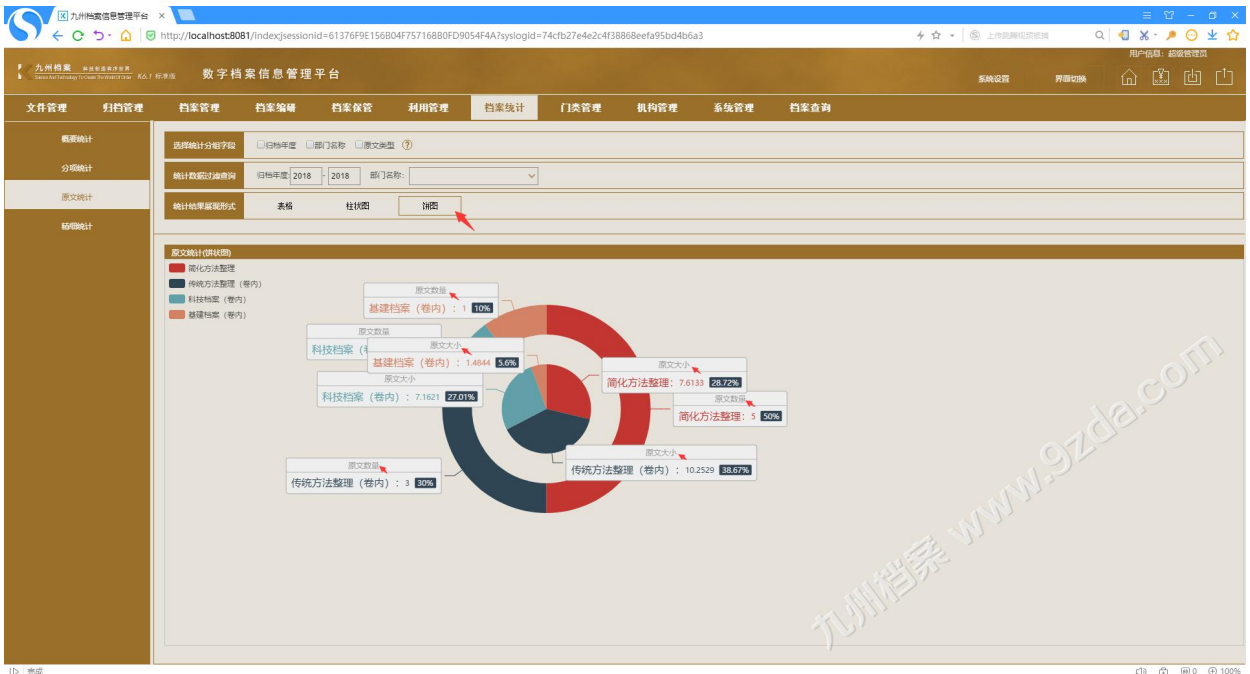 九州档案信息管理平台
http://localhost:8081/index;jsessionid=61376F9E156B04F757168B0FD9054F4A?syslogid=74cfb27e4e2c4f38868eefa95bd4b6a3
用户信息：超级管理员
九州档案 R6.1 标准版 数字档案信息管理平台
系统设置 界面切换
文件管理 归档管理 档案管理 档案编研 档案保管 利用管理 档案统计 门类管理 机构管理 系统管理 档案查询
概要统计
分项统计
原文统计
精细统计
选择统计分组字段 归档年度 部门名称 原文类型 ?
统计数据过滤查询 归档年度: 2018 - 2018 部门名称:
统计结果展现形式 表格 柱状图 饼图
原文统计(饼状图)
简化方法整理
传统方法整理（卷内）
科技档案（卷内）
基建档案（卷内）
原文数量
基建档案（卷内）: 1 10%
原文数量
科技档案（
原文大小
基建档案（卷内）: 1.4844 5.6%
原文大小
科技档案（卷内）: 7.1621 27.01%
原文大小
简化方法整理: 7.6133 28.72%
原文数量
简化方法整理: 5 50%
原文大小
传统方法整理（卷内）: 10.2529 38.67%
原文数量
传统方法整理（卷内）: 3 30%
九州档案 www.9zda.com
完成
0 100%